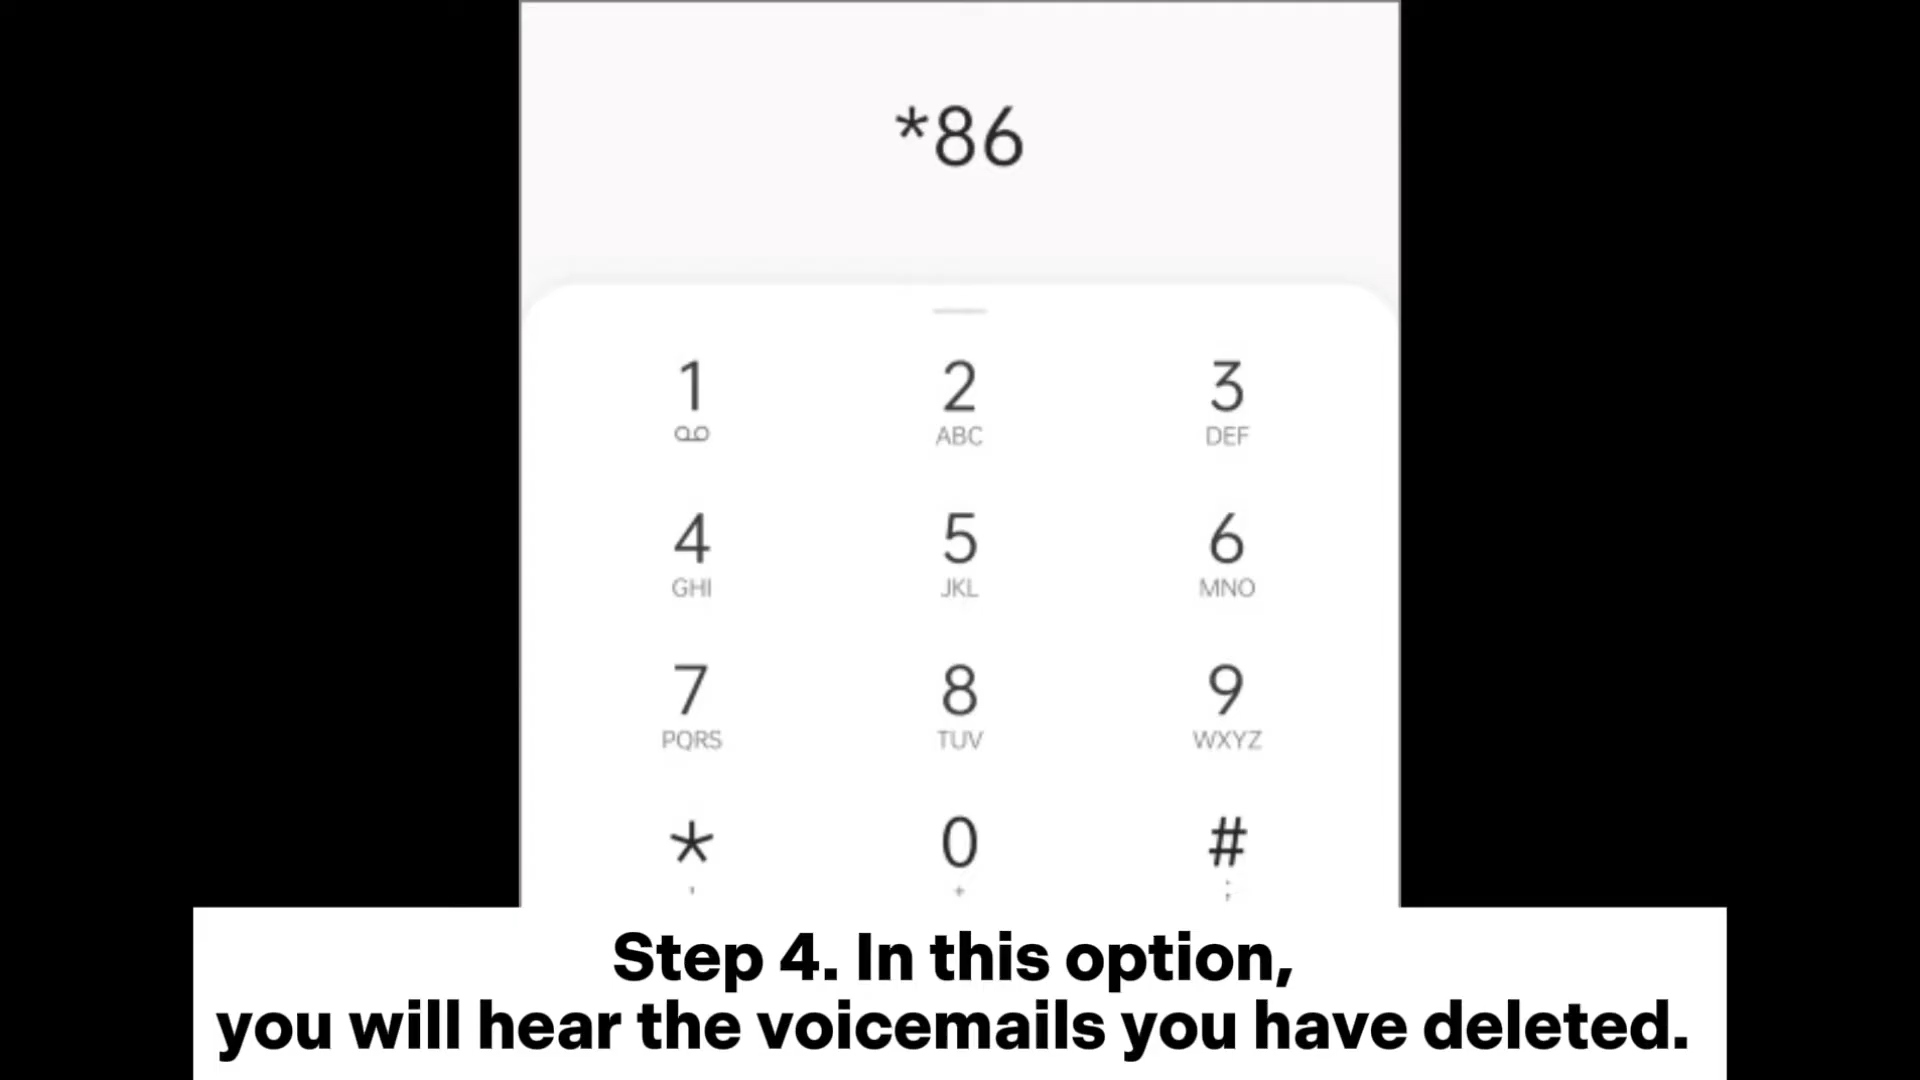 *86
1 2 3
ABC DEF
4 5 6
GHI JKL MNO
7 8 9
PQRS TUV WXYZ
* 0 #
, + ;
Step 4. In this option,
you will hear the voicemails you have deleted.